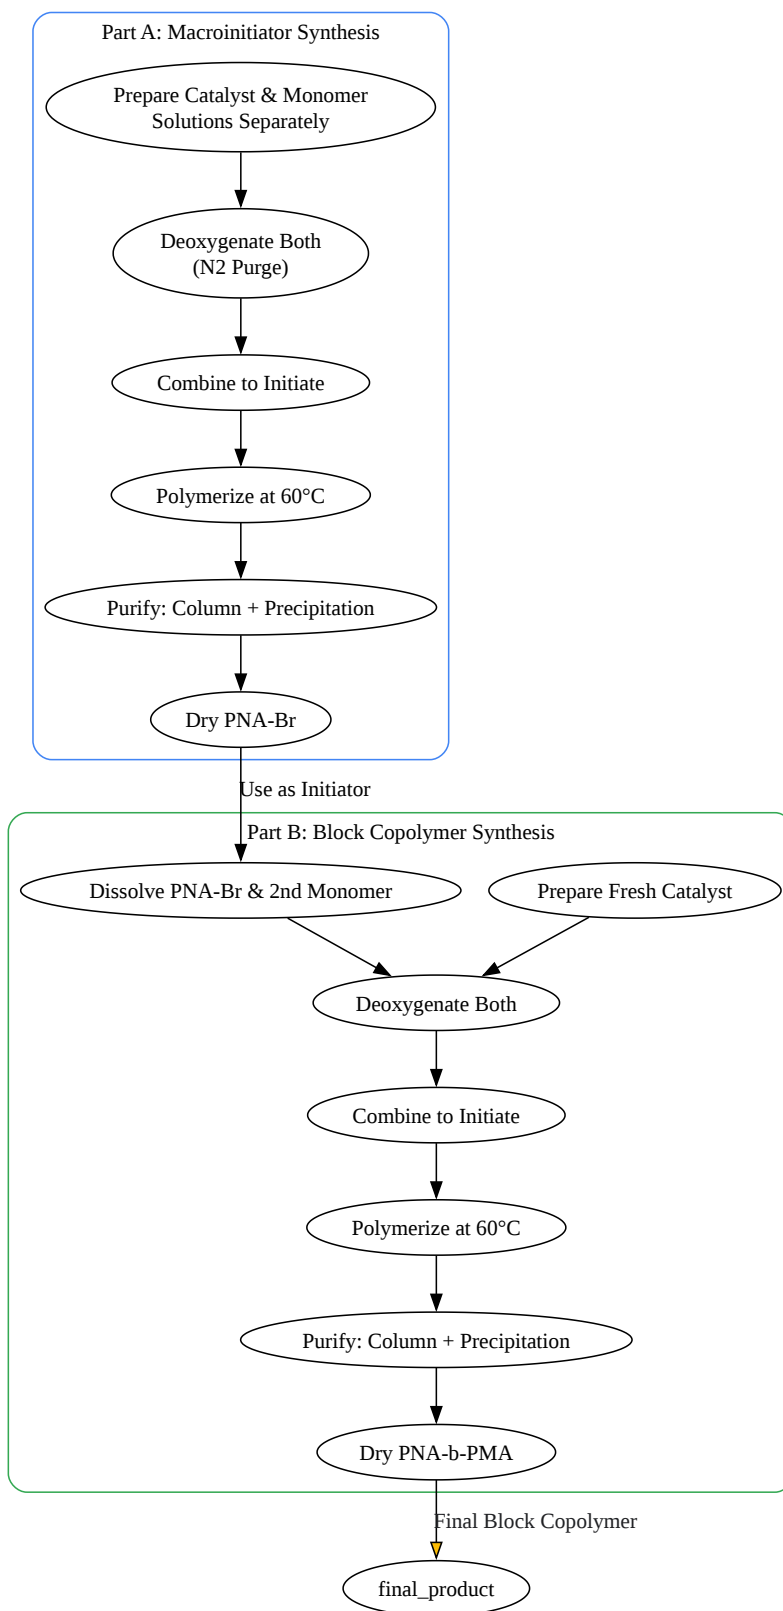 Part A: Macroinitiator Synthesis
Prepare Catalyst & Monomer
Solutions Separately
Deoxygenate Both
(N2 Purge)
Combine to Initiate
Polymerize at 60°C
Purify: Column + Precipitation
Dry PNA-Br
Use as Initiator
Part B: Block Copolymer Synthesis
Dissolve PNA-Br & 2nd Monomer
Prepare Fresh Catalyst
Deoxygenate Both
Combine to Initiate
Polymerize at 60°C
Purify: Column + Precipitation
Dry PNA-b-PMA
Final Block Copolymer
final_product